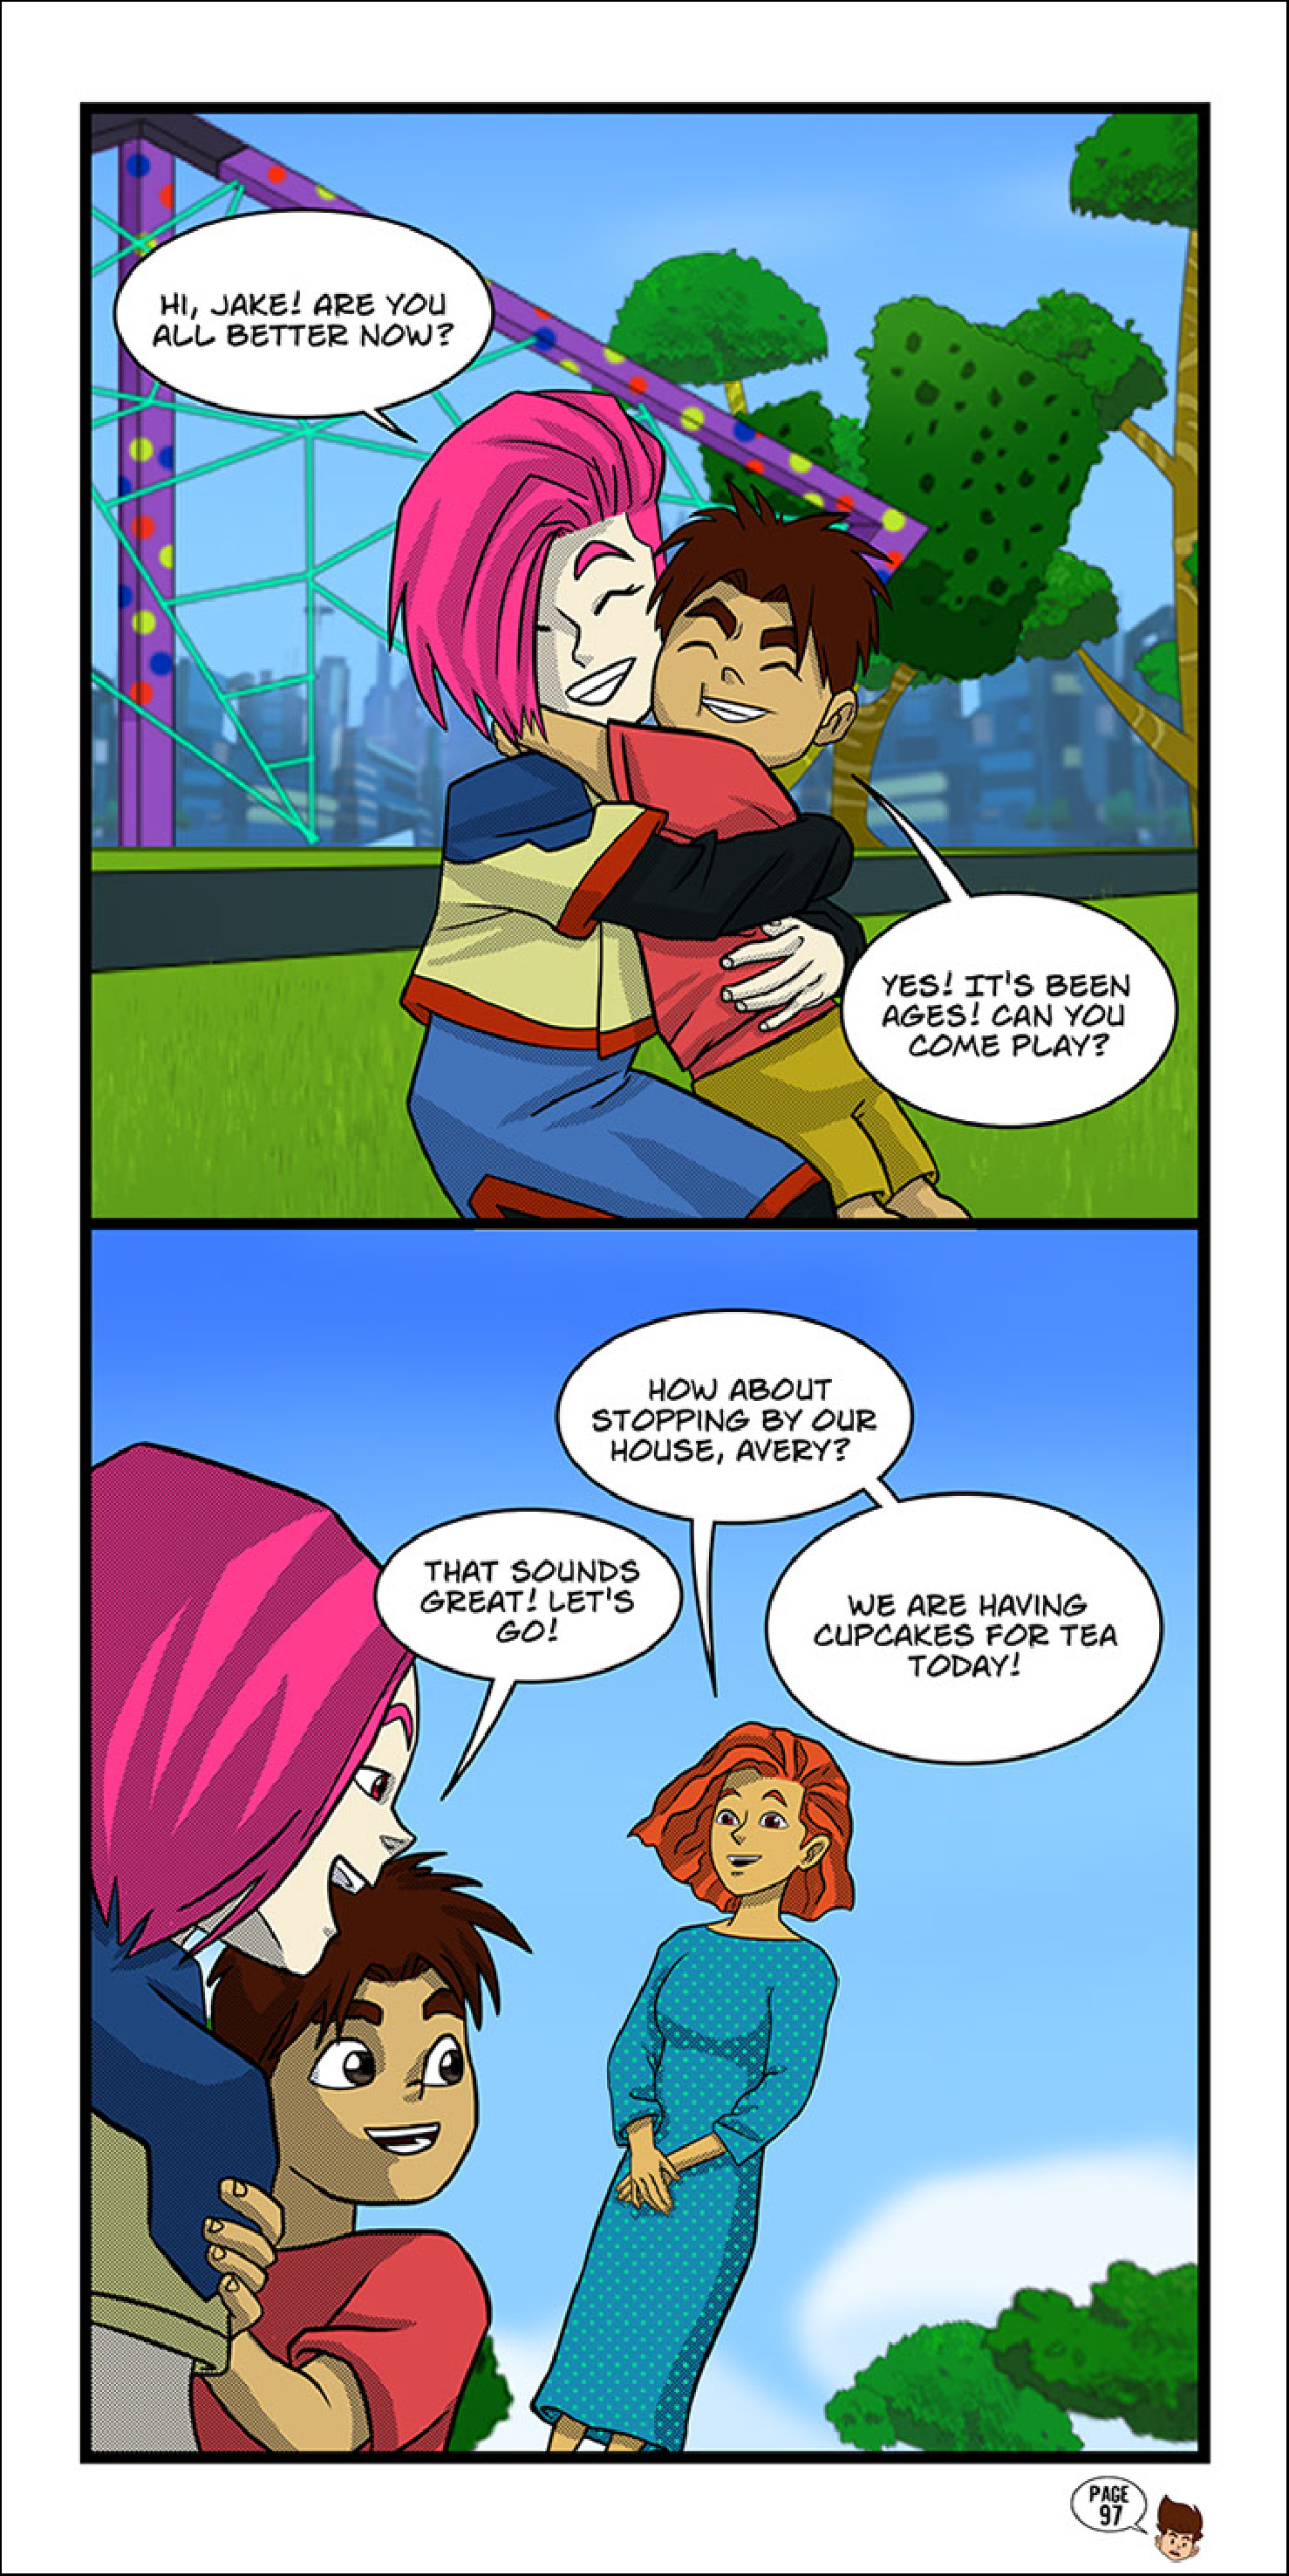 HI, JAKE! ARE YOU
ALL BETTER NOW?
YES! IT'S BEEN
AGES! CAN YOU
COME PLAY?
HOW ABOUT
STOPPING BY OUR
HOUSE, AVERY?
WE ARE HAVING
CUPCAKES FOR TEA
TODAY!
THAT SOUNDS
GREAT! LET'S
GO!
PAGE
97